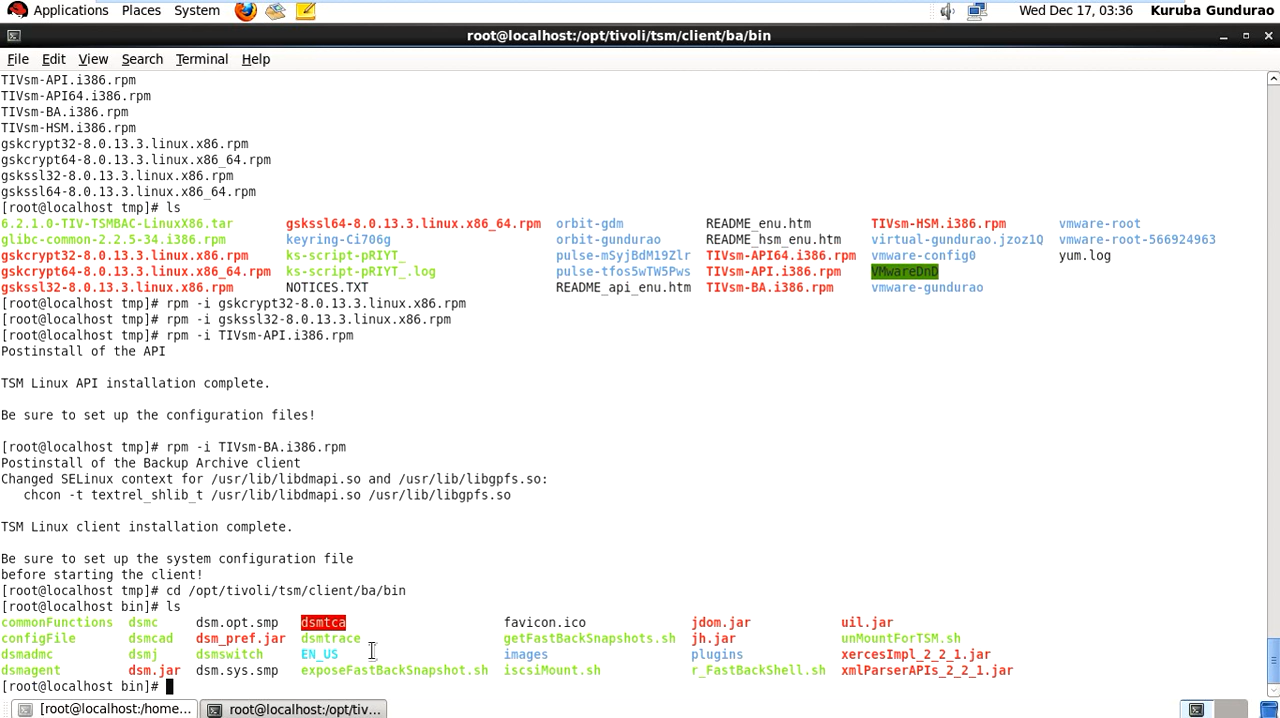 Applications Places System Wed Dec 17, 03:36 Kuruba Gundurao
root@localhost:/opt/tivoli/tsm/client/ba/bin
File Edit View Search Terminal Help
TIVsm-API.i386.rpm
TIVsm-API64.i386.rpm
TIVsm-BA.i386.rpm
TIVsm-HSM.i386.rpm
gskcrypt32-8.0.13.3.linux.x86.rpm
gskcrypt64-8.0.13.3.linux.x86_64.rpm
gskssl32-8.0.13.3.linux.x86.rpm
gskssl64-8.0.13.3.linux.x86_64.rpm
[root@localhost tmp]# ls
6.2.1.0-TIV-TSMBAC-LinuxX86.tar gskssl64-8.0.13.3.linux.x86_64.rpm orbit-gdm README_enu.htm TIVsm-HSM.i386.rpm vmware-root
glibc-common-2.2.5-34.i386.rpm keyring-Ci706g orbit-gundurao README_hsm_enu.htm virtual-gundurao.jzoz1Q vmware-root-566924963
gskcrypt32-8.0.13.3.linux.x86.rpm ks-script-pRIYT_ pulse-mSyjBdM19Zlr TIVsm-API64.i386.rpm vmware-config0 yum.log
gskcrypt64-8.0.13.3.linux.x86_64.rpm ks-script-pRIYT_.log pulse-tfos5wTW5Pws TIVsm-API.i386.rpm VMwareDnD
gskssl32-8.0.13.3.linux.x86.rpm NOTICES.TXT README_api_enu.htm TIVsm-BA.i386.rpm vmware-gundurao
[root@localhost tmp]# rpm -i gskcrypt32-8.0.13.3.linux.x86.rpm
[root@localhost tmp]# rpm -i gskssl32-8.0.13.3.linux.x86.rpm
[root@localhost tmp]# rpm -i TIVsm-API.i386.rpm
Postinstall of the API
TSM Linux API installation complete.
Be sure to set up the configuration files!
[root@localhost tmp]# rpm -i TIVsm-BA.i386.rpm
Postinstall of the Backup Archive client
Changed SELinux context for /usr/lib/libdmapi.so and /usr/lib/libgpfs.so:
chcon -t textrel_shlib_t /usr/lib/libdmapi.so /usr/lib/libgpfs.so
TSM Linux client installation complete.
Be sure to set up the system configuration file
before starting the client!
[root@localhost tmp]# cd /opt/tivoli/tsm/client/ba/bin
[root@localhost bin]# ls
commonFunctions dsmc dsm.opt.smp dsmtca favicon.ico jdom.jar uil.jar
configFile dsmcad dsm_pref.jar dsmtrace getFastBackSnapshots.sh jh.jar unMountForTSM.sh
dsmadmc dsmj dsmswitch EN_US images plugins xercesImpl_2_2_1.jar
dsmagent dsm.jar dsm.sys.smp exposeFastBackSnapshot.sh iscsiMount.sh r_FastBackShell.sh xmlParserAPIs_2_2_1.jar
[root@localhost bin]#
[root@localhost:/home... root@localhost:/opt/tiv...